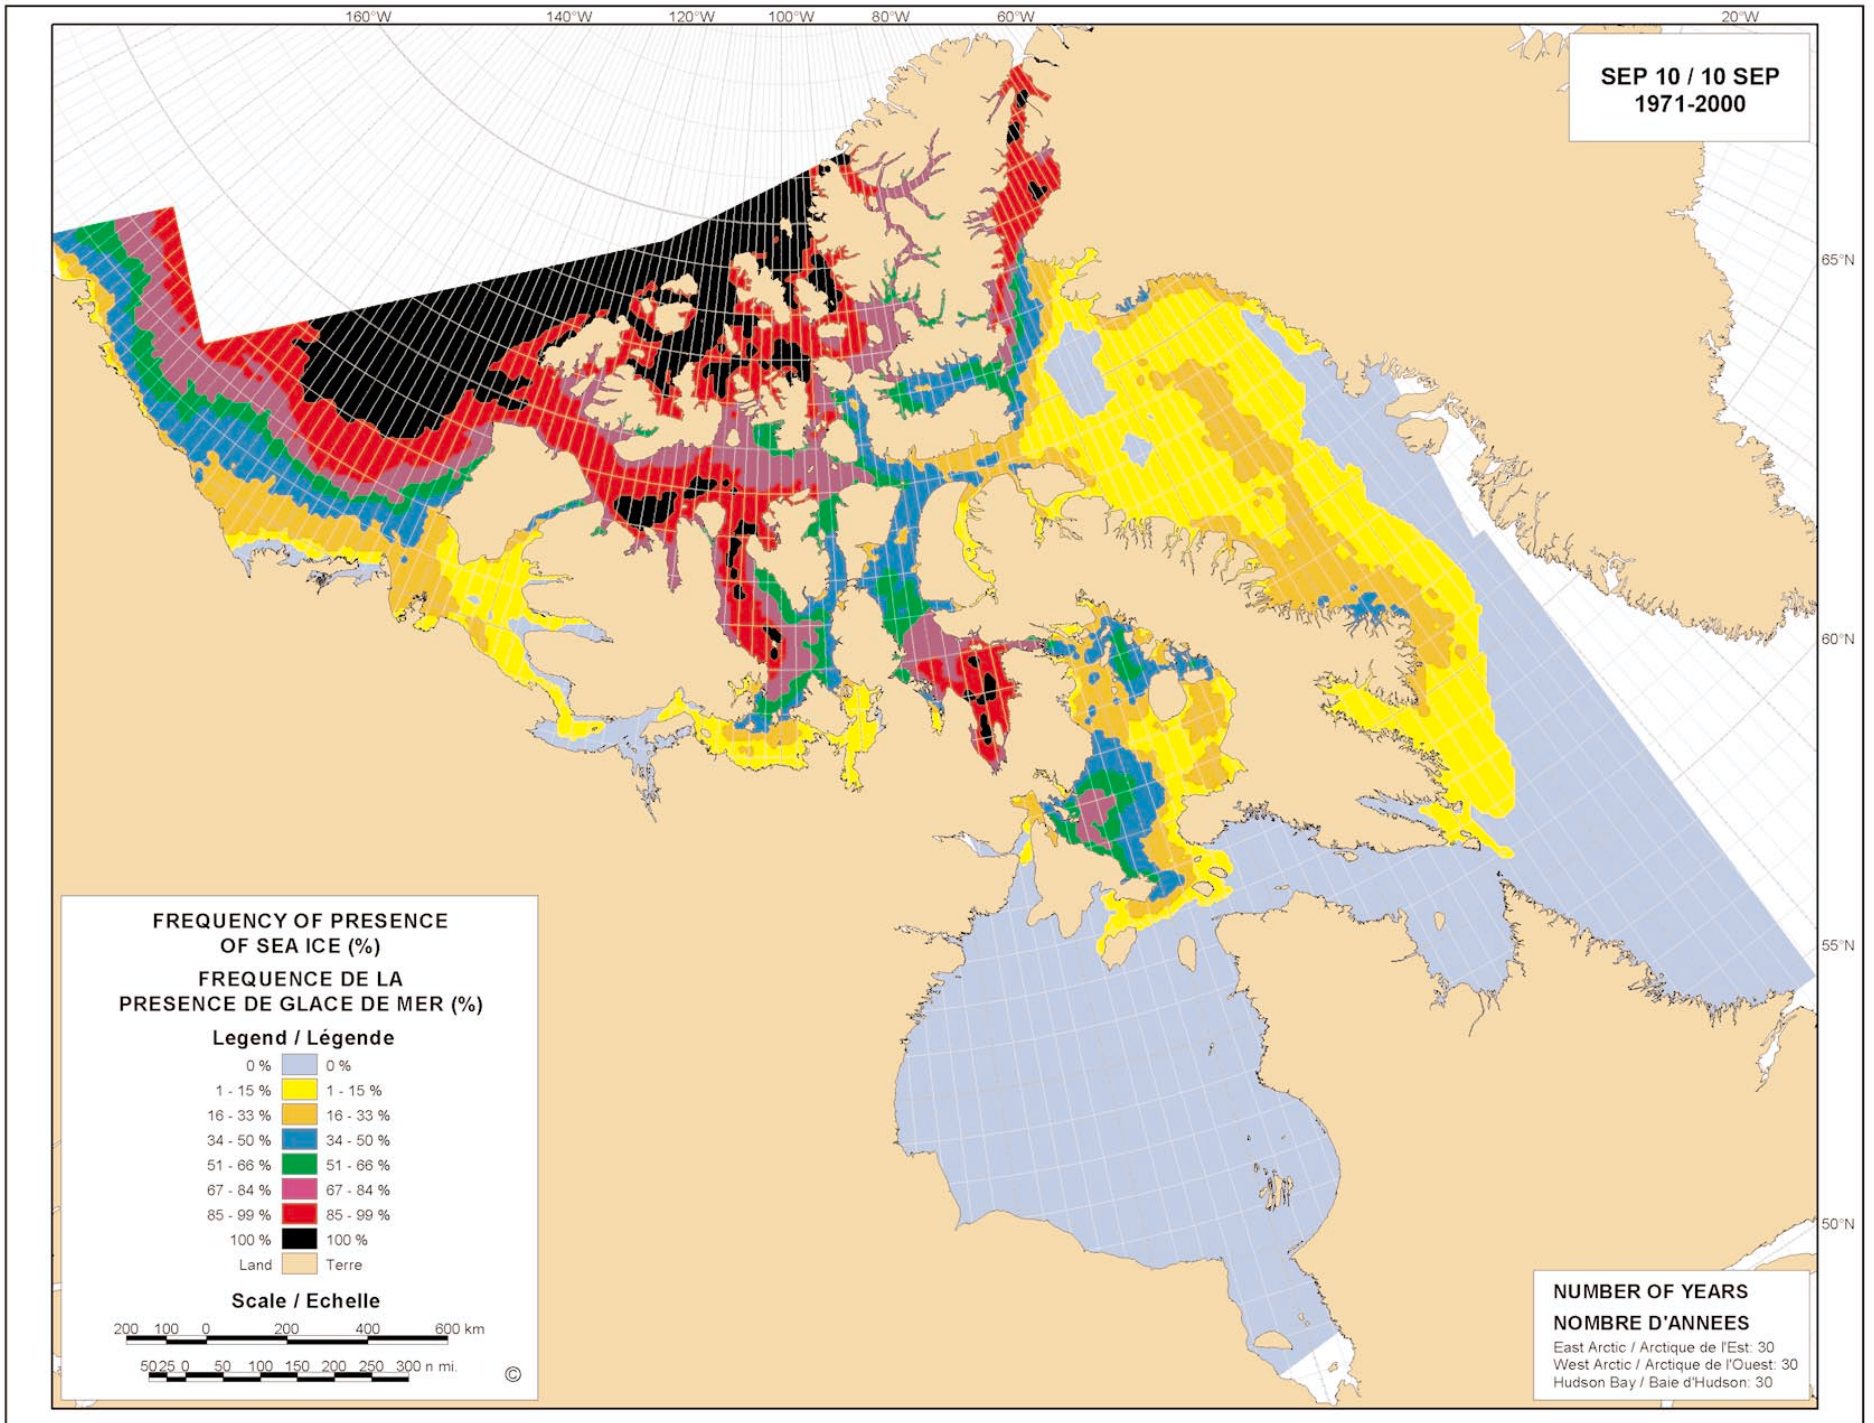 160°W 140°W 120°W 100°W 80°W 60°W 20°W
SEP 10 / 10 SEP
1971-2000
65°N
60°N
55°N
50°N
FREQUENCY OF PRESENCE
OF SEA ICE (%)
FREQUENCE DE LA
PRESENCE DE GLACE DE MER (%)
Legend / Légende
0 % 0 %
1 - 15 % 1 - 15 %
16 - 33 % 16 - 33 %
34 - 50 % 34 - 50 %
51 - 66 % 51 - 66 %
67 - 84 % 67 - 84 %
85 - 99 % 85 - 99 %
100 % 100 %
Land Terre
Scale / Echelle
200 100 0 200 400 600 km
50 25 0 50 100 150 200 250 300 n mi.
©
NUMBER OF YEARS
NOMBRE D'ANNEES
East Arctic / Arctique de l'Est: 30
West Arctic / Arctique de l'Ouest: 30
Hudson Bay / Baie d'Hudson: 30